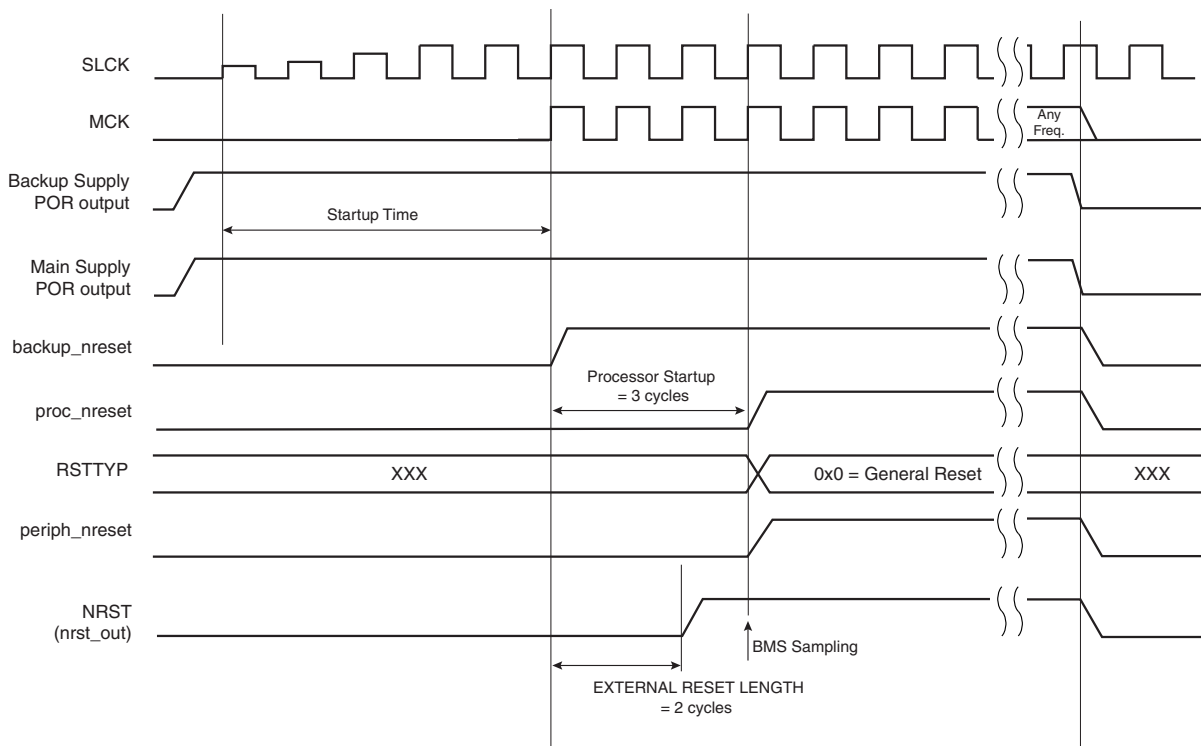 SLCK
MCK
Any
Freq.
Backup Supply
POR output
Startup Time
Main Supply
POR output
backup_nreset
Processor Startup
= 3 cycles
proc_nreset
RSTTYP
XXX
0x0 = General Reset
XXX
periph_nreset
NRST
(nrst_out)
BMS Sampling
EXTERNAL RESET LENGTH
= 2 cycles